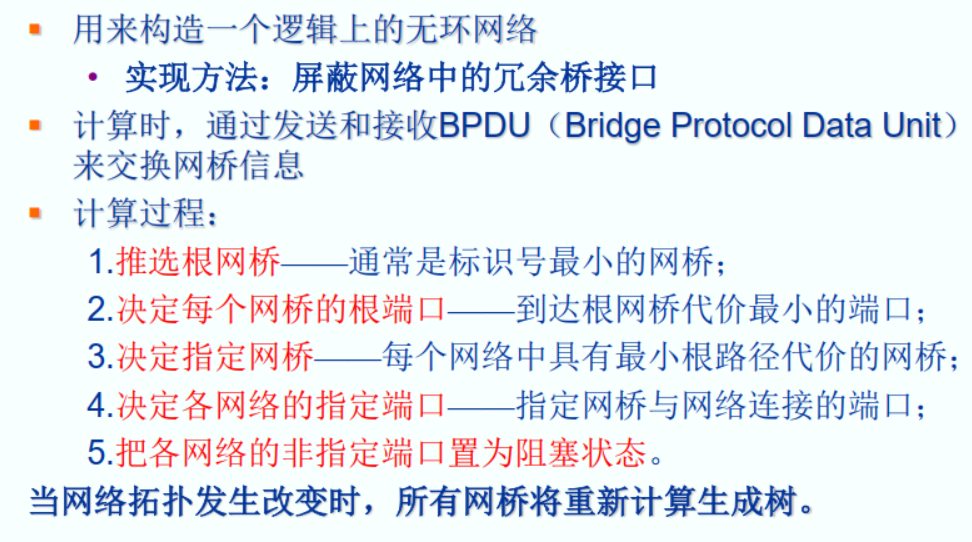 用来构造一个逻辑上的无环网络
实现方法：屏蔽网络中的冗余桥接口
计算时，通过发送和接收BPDU（Bridge Protocol Data Unit）
来交换网桥信息
计算过程：
1.推选根网桥——通常是标识号最小的网桥；
2.决定每个网桥的根端口——到达根网桥代价最小的端口；
3.决定指定网桥——每个网络中具有最小根路径代价的网桥；
4.决定各网络的指定端口——指定网桥与网络连接的端口；
5.把各网络的非指定端口置为阻塞状态。
当网络拓扑发生改变时，所有网桥将重新计算生成树。